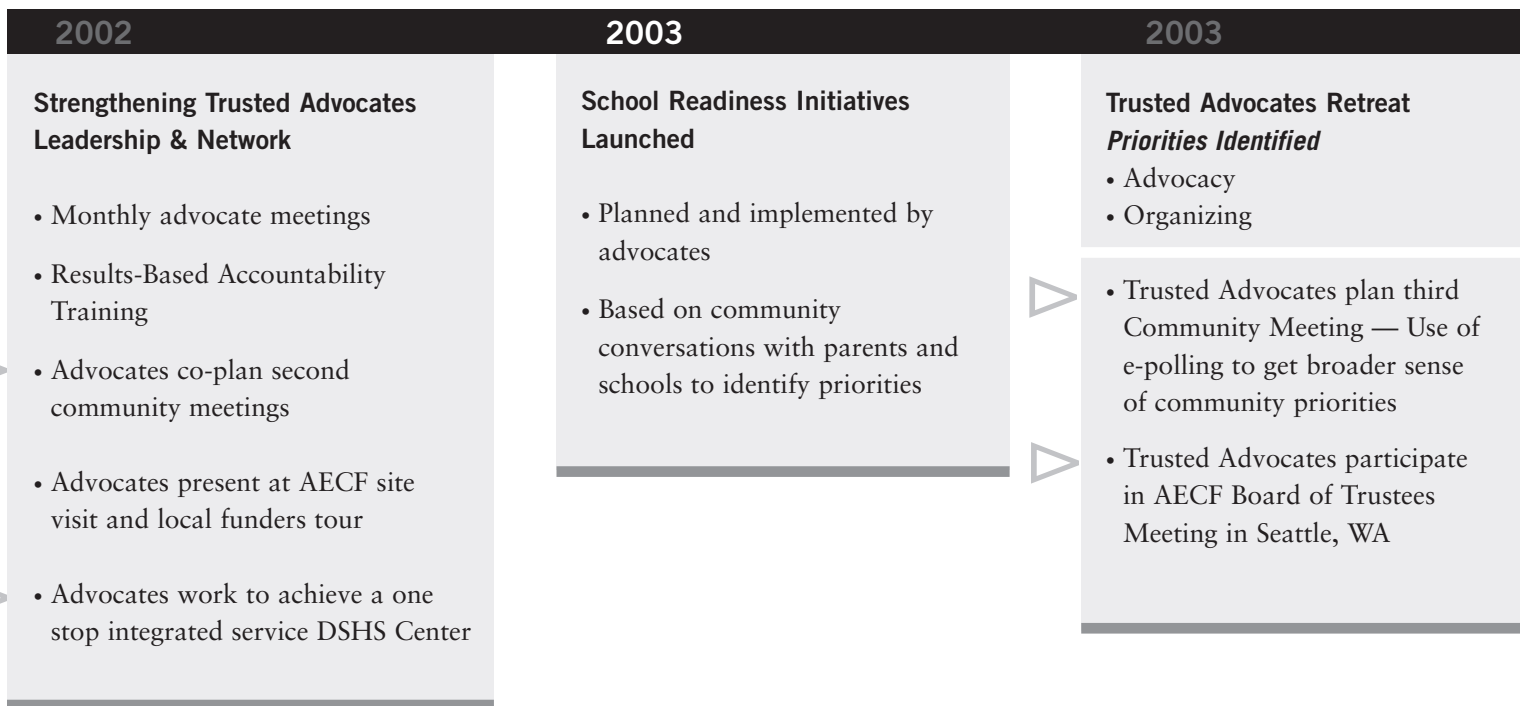 2002
Strengthening Trusted Advocates
Leadership & Network
• Monthly advocate meetings
• Results-Based Accountability
Training
• Advocates co-plan second
community meetings
• Advocates present at AECF site
visit and local funders tour
• Advocates work to achieve a one
stop integrated service DSHS Center
2003
School Readiness Initiatives
Launched
• Planned and implemented by
advocates
• Based on community
conversations with parents and
schools to identify priorities
2003
Trusted Advocates Retreat
Priorities Identified
• Advocacy
• Organizing
• Trusted Advocates plan third
Community Meeting — Use of
e-polling to get broader sense
of community priorities
• Trusted Advocates participate
in AECF Board of Trustees
Meeting in Seattle, WA